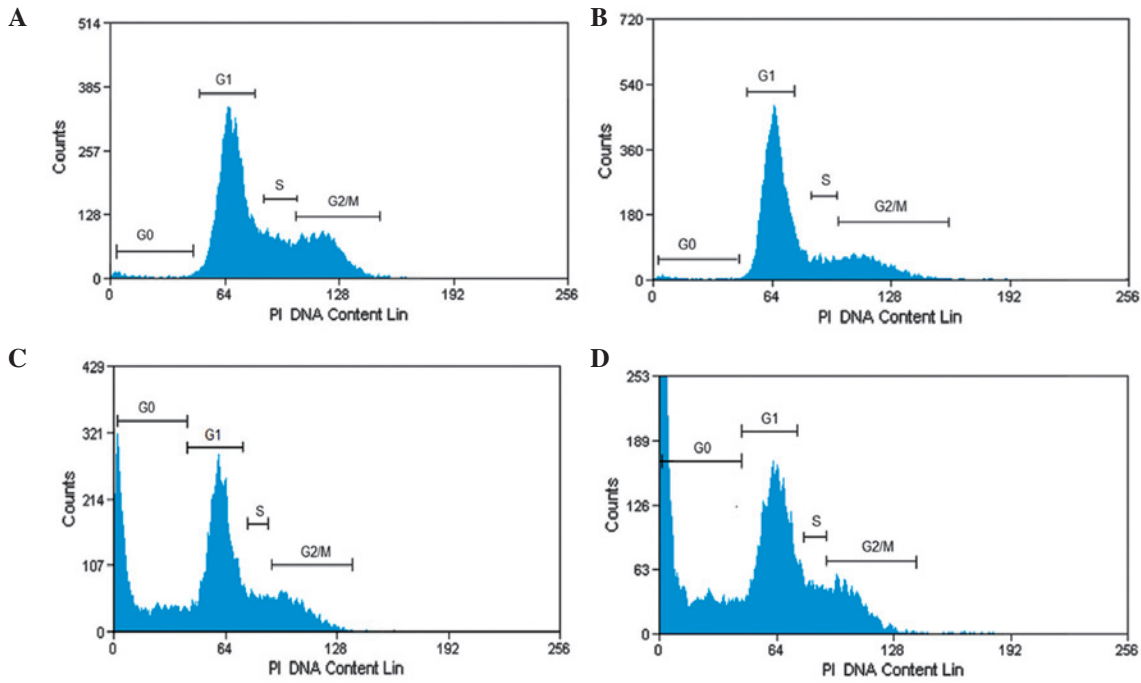 A
514
385
257
128
0
Counts
G0
G1
S
G2/M
0 64 128 192 256
PI DNA Content Lin
B
720
540
360
180
0
Counts
G0
G1
S
G2/M
0 64 128 192 256
PI DNA Content Lin
C
429
321
214
107
0
Counts
G0
G1
S
G2/M
0 64 128 192 256
PI DNA Content Lin
D
253
189
126
63
0
Counts
G0
G1
S
G2/M
0 64 128 192 256
PI DNA Content Lin